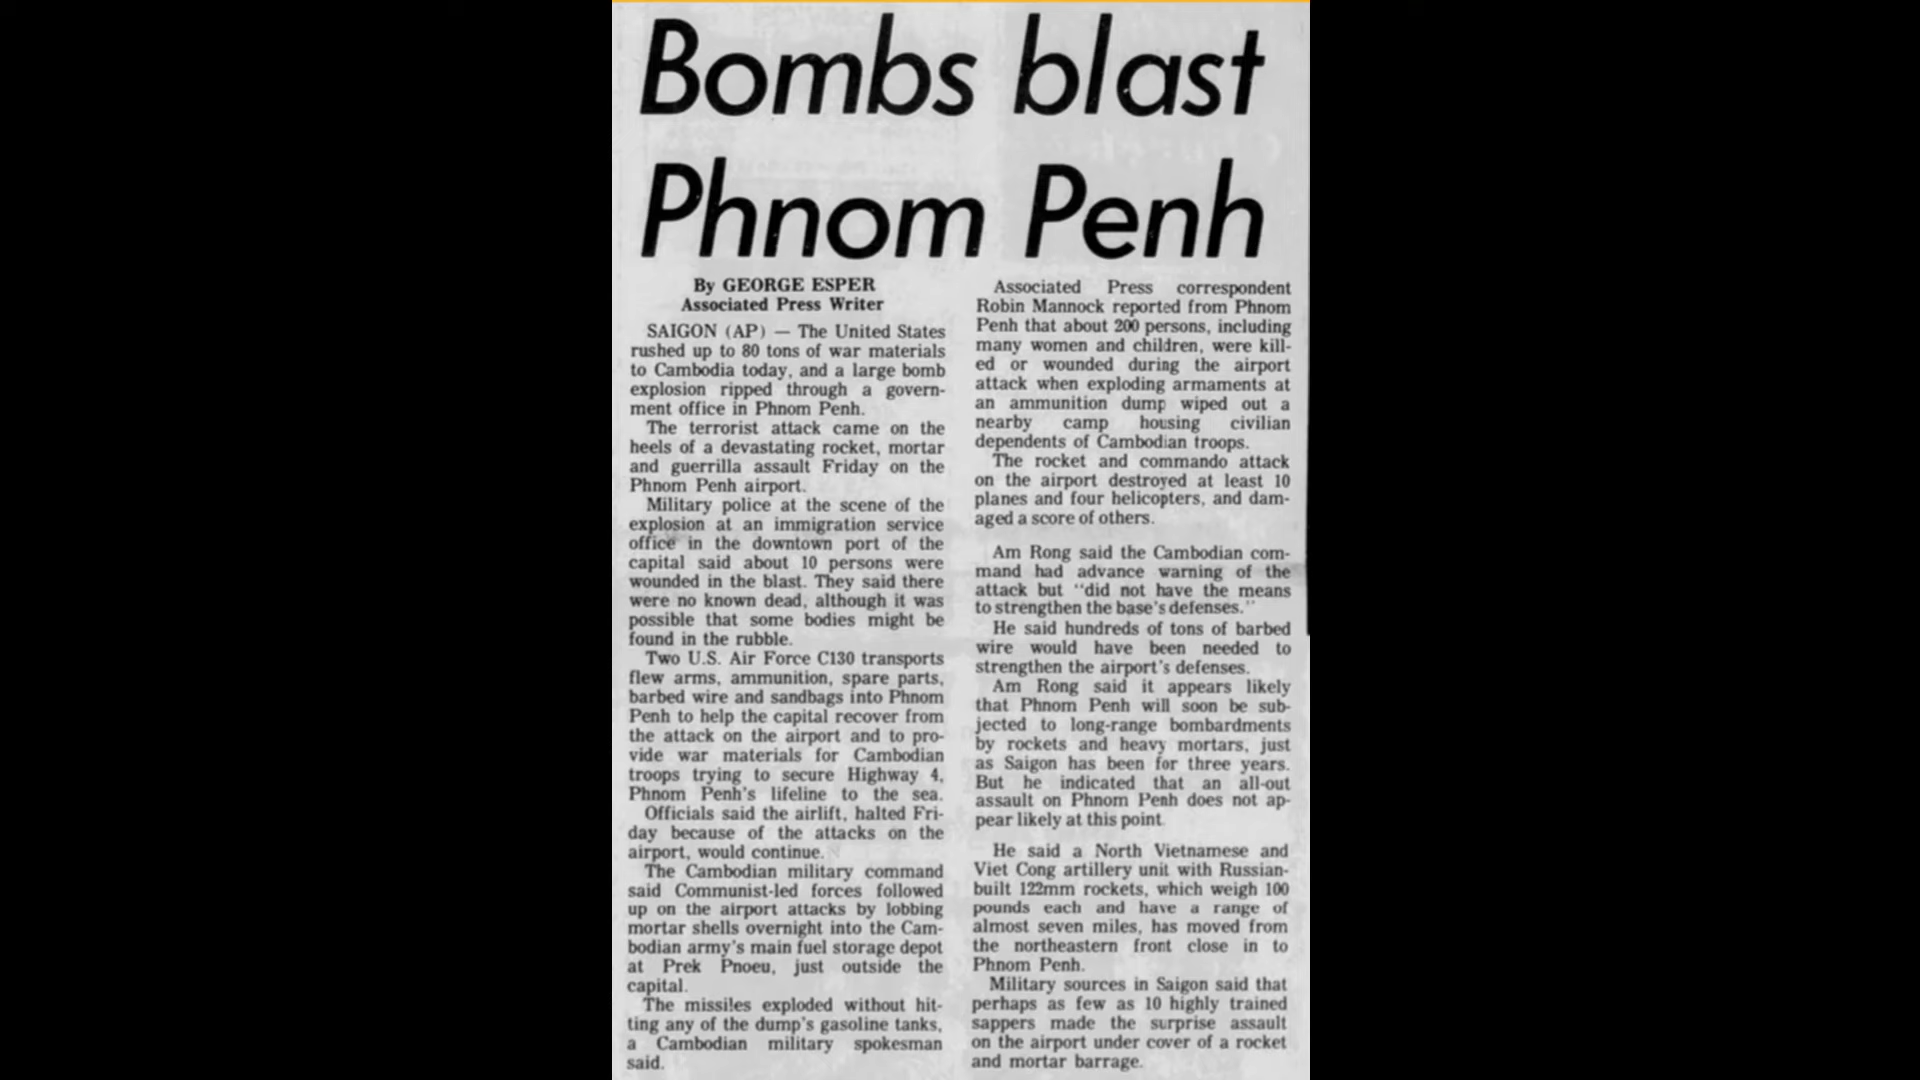 Bombs blast
Phnom Penh
By GEORGE ESPER
Associated Press Writer
SAIGON (AP) — The United States
rushed up to 80 tons of war materials
to Cambodia today, and a large bomb
explosion ripped through a govern-
ment office in Phnom Penh.
The terrorist attack came on the
heels of a devastating rocket, mortar
and guerrilla assault Friday on the
Phnom Penh airport.
Military police at the scene of the
explosion at an immigration service
office in the downtown port of the
capital said about 10 persons were
wounded in the blast. They said there
were no known dead, although it was
possible that some bodies might be
found in the rubble.
Two U.S. Air Force C130 transports
flew arms, ammunition, spare parts,
barbed wire and sandbags into Phnom
Penh to help the capital recover from
the attack on the airport and to pro-
vide war materials for Cambodian
troops trying to secure Highway 4,
Phnom Penh's lifeline to the sea.
Officials said the airlift, halted Fri-
day because of the attacks on the
airport, would continue.
The Cambodian military command
said Communist-led forces followed
up on the airport attacks by lobbing
mortar shells overnight into the Cam-
bodian army's main fuel storage depot
at Prek Pnoeu, just outside the
capital.
The missiles exploded without hit-
ting any of the dump's gasoline tanks,
a Cambodian military spokesman
said.
Associated Press correspondent
Robin Mannock reported from Phnom
Penh that about 200 persons, including
many women and children, were kill-
ed or wounded during the airport
attack when exploding armaments at
an ammunition dump wiped out a
nearby camp housing civilian
dependents of Cambodian troops.
The rocket and commando attack
on the airport destroyed at least 10
planes and four helicopters, and dam-
aged a score of others.
Am Rong said the Cambodian com-
mand had advance warning of the
attack but "did not have the means
to strengthen the base's defenses."
He said hundreds of tons of barbed
wire would have been needed to
strengthen the airport's defenses.
Am Rong said it appears likely
that Phnom Penh will soon be sub-
jected to long-range bombardments
by rockets and heavy mortars, just
as Saigon has been for three years.
But he indicated that an all-out
assault on Phnom Penh does not ap-
pear likely at this point.
He said a North Vietnamese and
Viet Cong artillery unit with Russian-
built 122mm rockets, which weigh 100
pounds each and have a range of
almost seven miles, has moved from
the northeastern front close in to
Phnom Penh.
Military sources in Saigon said that
perhaps as few as 10 highly trained
sappers made the surprise assault
on the airport under cover of a rocket
and mortar barrage.